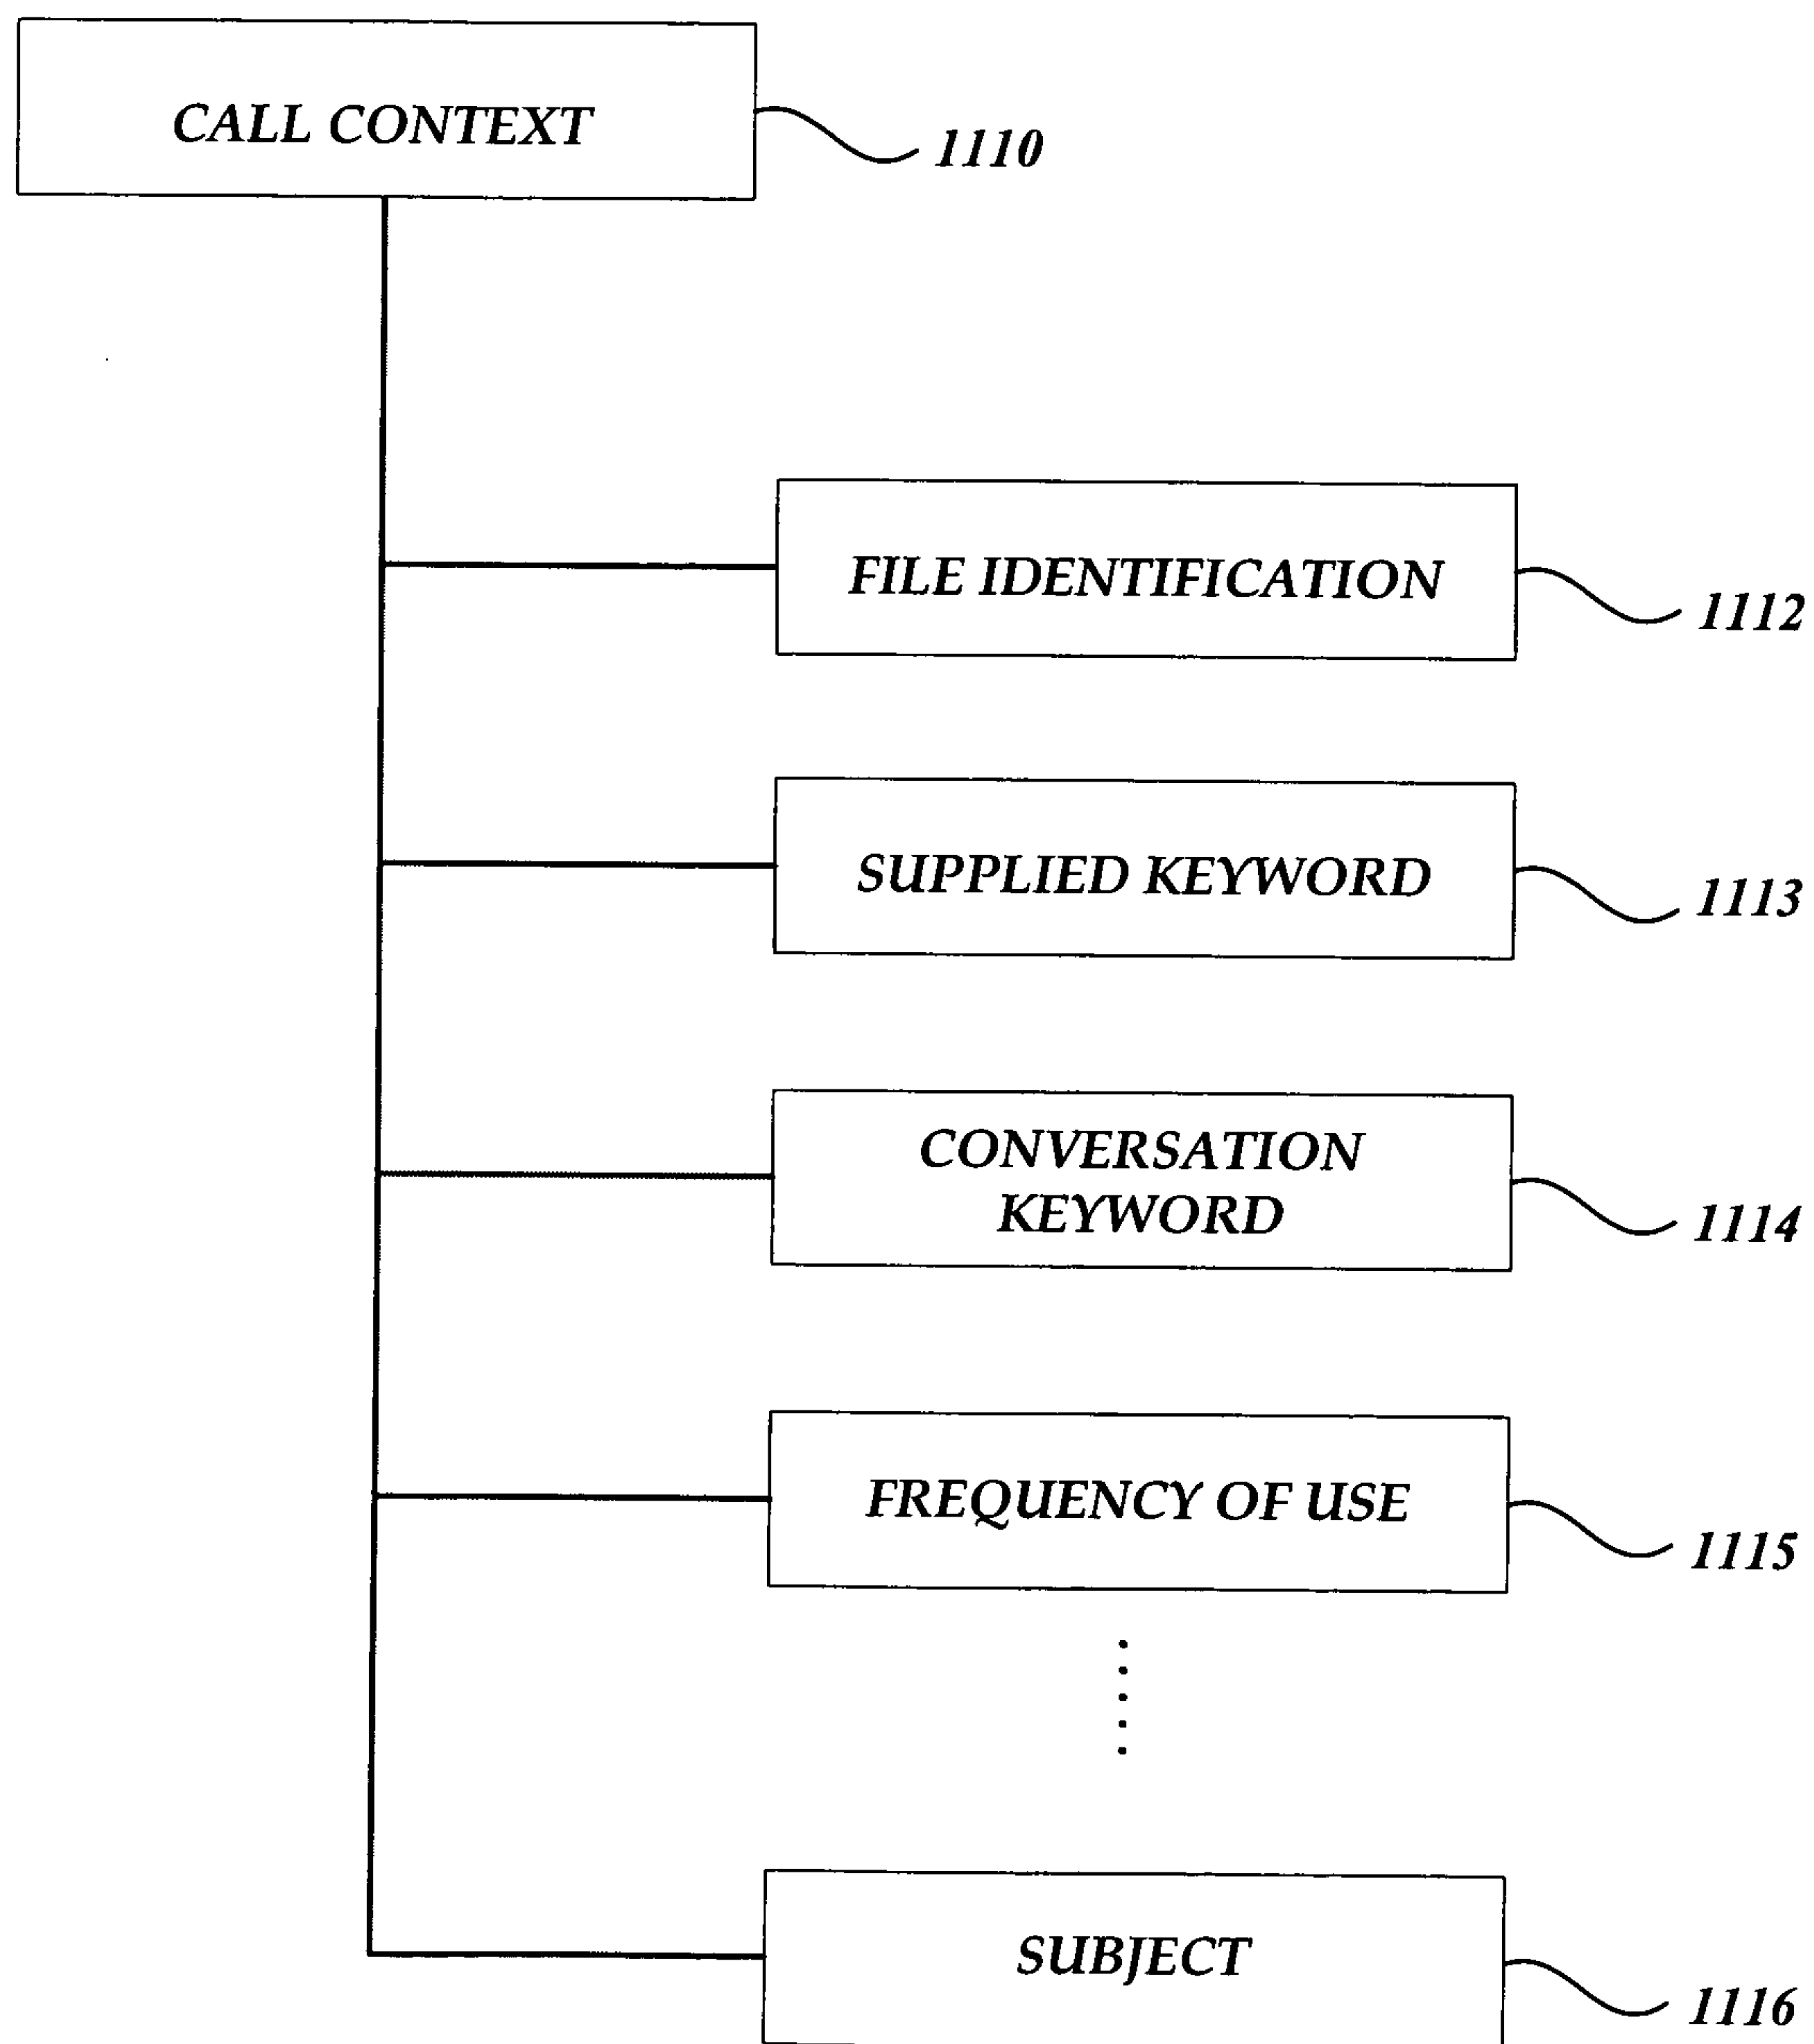 CALL CONTEXT
1110
FILE IDENTIFICATION
1112
SUPPLIED KEYWORD
1113
CONVERSATION
KEYWORD
1114
FREQUENCY OF USE
1115
SUBJECT
1116